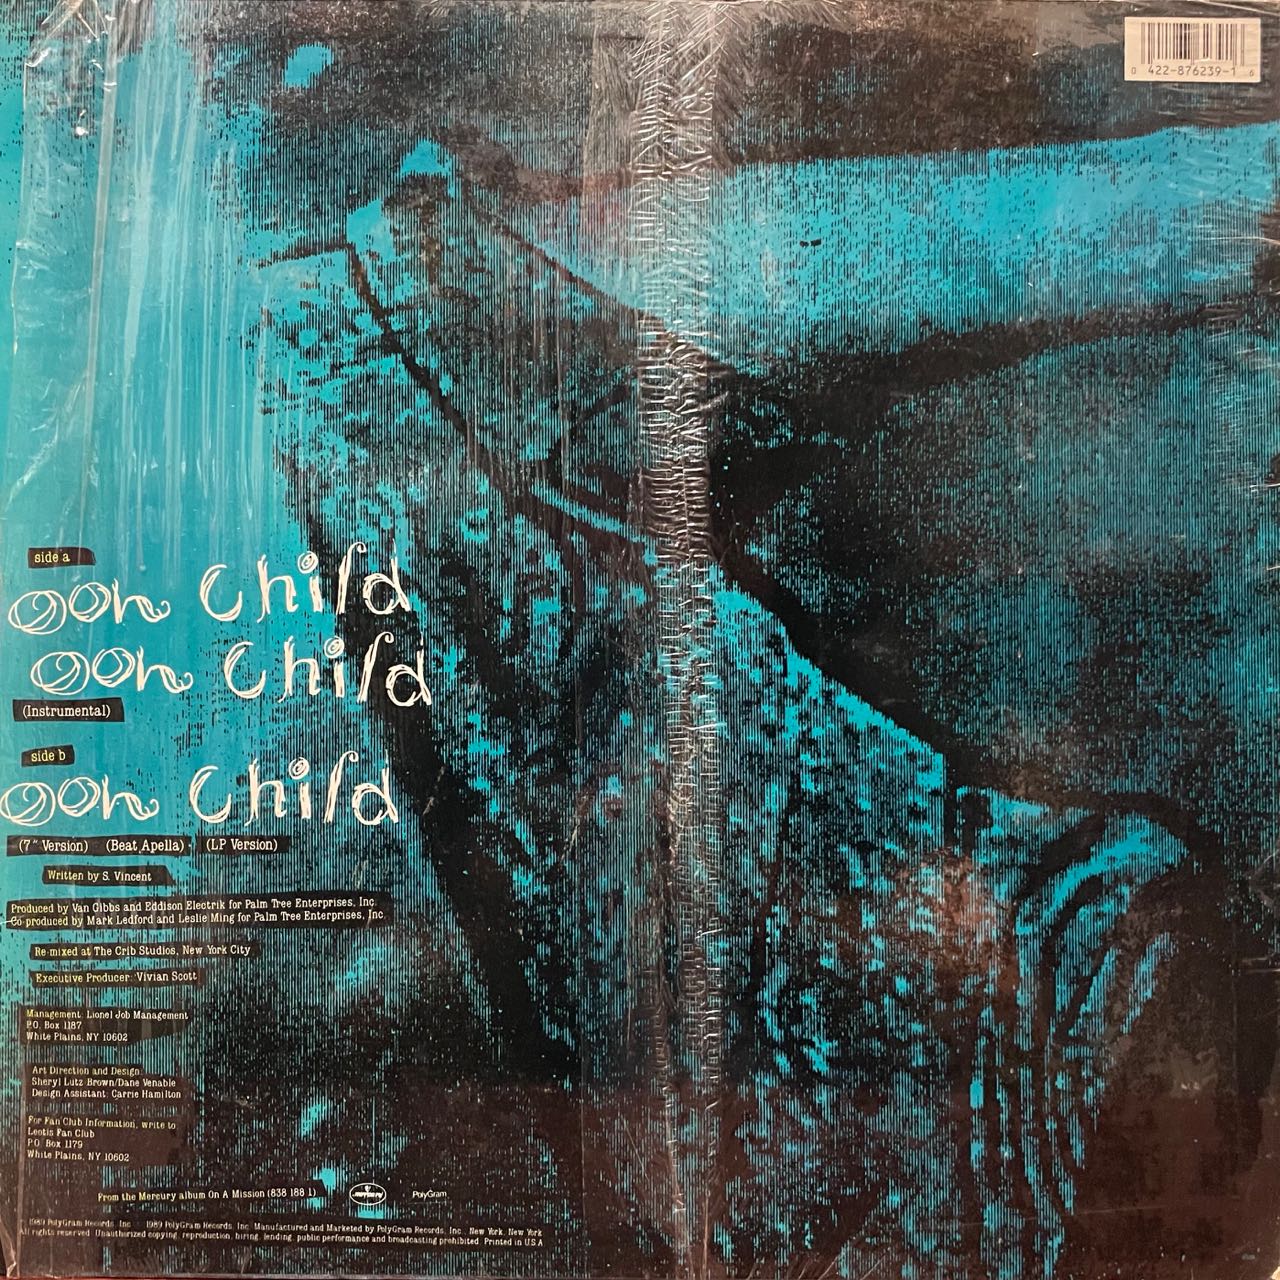 0 422-876239-1 6
side a
ooh Child
ooh Child
(Instrumental)
side b
ooh Child
(7" Version) (Beat Apella) • (LP Version)
Written by S. Vincent
Produced by Van Gibbs and Eddison Electrik for Palm Tree Enterprises, Inc.
Co-produced by Mark Ledford and Leslie Ming for Palm Tree Enterprises, Inc.
Re-mixed at The Crib Studios, New York City
Executive Producer: Vivian Scott
Management: Lionel Job Management
P.O. Box 1187
White Plains, NY 10602
Art Direction and Design:
Sheryl Lutz-Brown/Dane Venable
Design Assistant: Carrie Hamilton
For Fan Club Information, write to
Leotis Fan Club
P.O. Box 1179
White Plains, NY 10602
From the Mercury album On A Mission (838 188 1)
mercury
PolyGram
1989 PolyGram Records, Inc. 1989 PolyGram Records, Inc. Manufactured and Marketed by PolyGram Records, Inc., New York, New York
All rights reserved. Unauthorized copying, reproduction, hiring, lending, public performance and broadcasting prohibited. Printed in U.S.A.